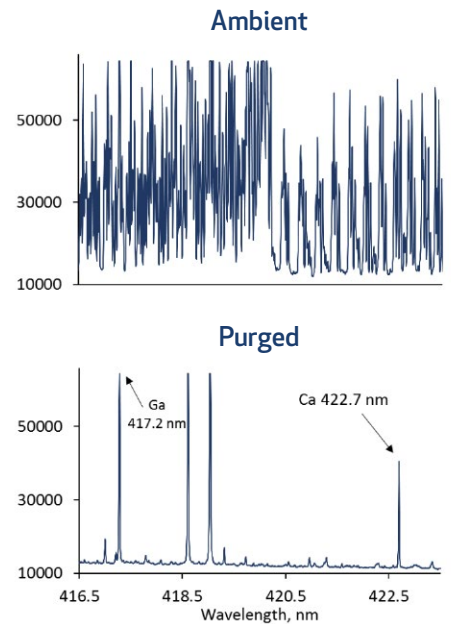 Ambient
50000
30000
10000
Purged
Ga
417.2 nm
Ca 422.7 nm
50000
30000
10000
416.5 418.5 420.5 422.5
Wavelength, nm